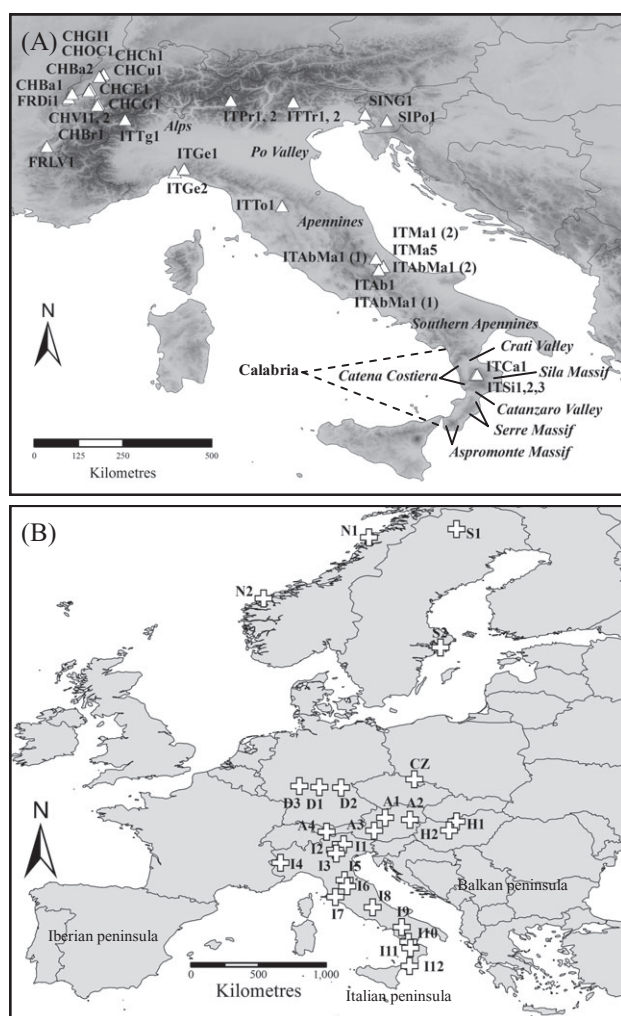 (A)
CHGI1
CHOC1
CHBa2
CHCh1
CHCu1
CHBa1
CHCE1
FRDi1
CHCG1
CHVI1, 2
CHBr1
ITTg1
Alps
ITPr1, 2
ITTr1, 2
SING1
SIPo1
FRLV1
ITGe1
Po Valley
ITGe2
ITTo1
Apennines
ITMa1 (2)
ITMa5
ITAbMa1 (1)
ITAbMa1 (2)
ITAb1
ITAbMa1 (1)
Southern Apennines
N
Crati Valley
Calabria
Catena Costiera
ITCa1
Sila Massif
ITSi1,2,3
Catanzaro Valley
Serre Massif
Aspromonte Massif
0 125 250 500
Kilometres
(B)
N1
S1
N2
S2
CZ
N
D3 D1 D2
A1 A2
A4
A3
H1
H2
I2
I1
I3
I4
I5
I6
I7
I8
I9
I10
I11
I12
Balkan peninsula
Iberian peninsula
0 500 1,000
Kilometres
Italian peninsula